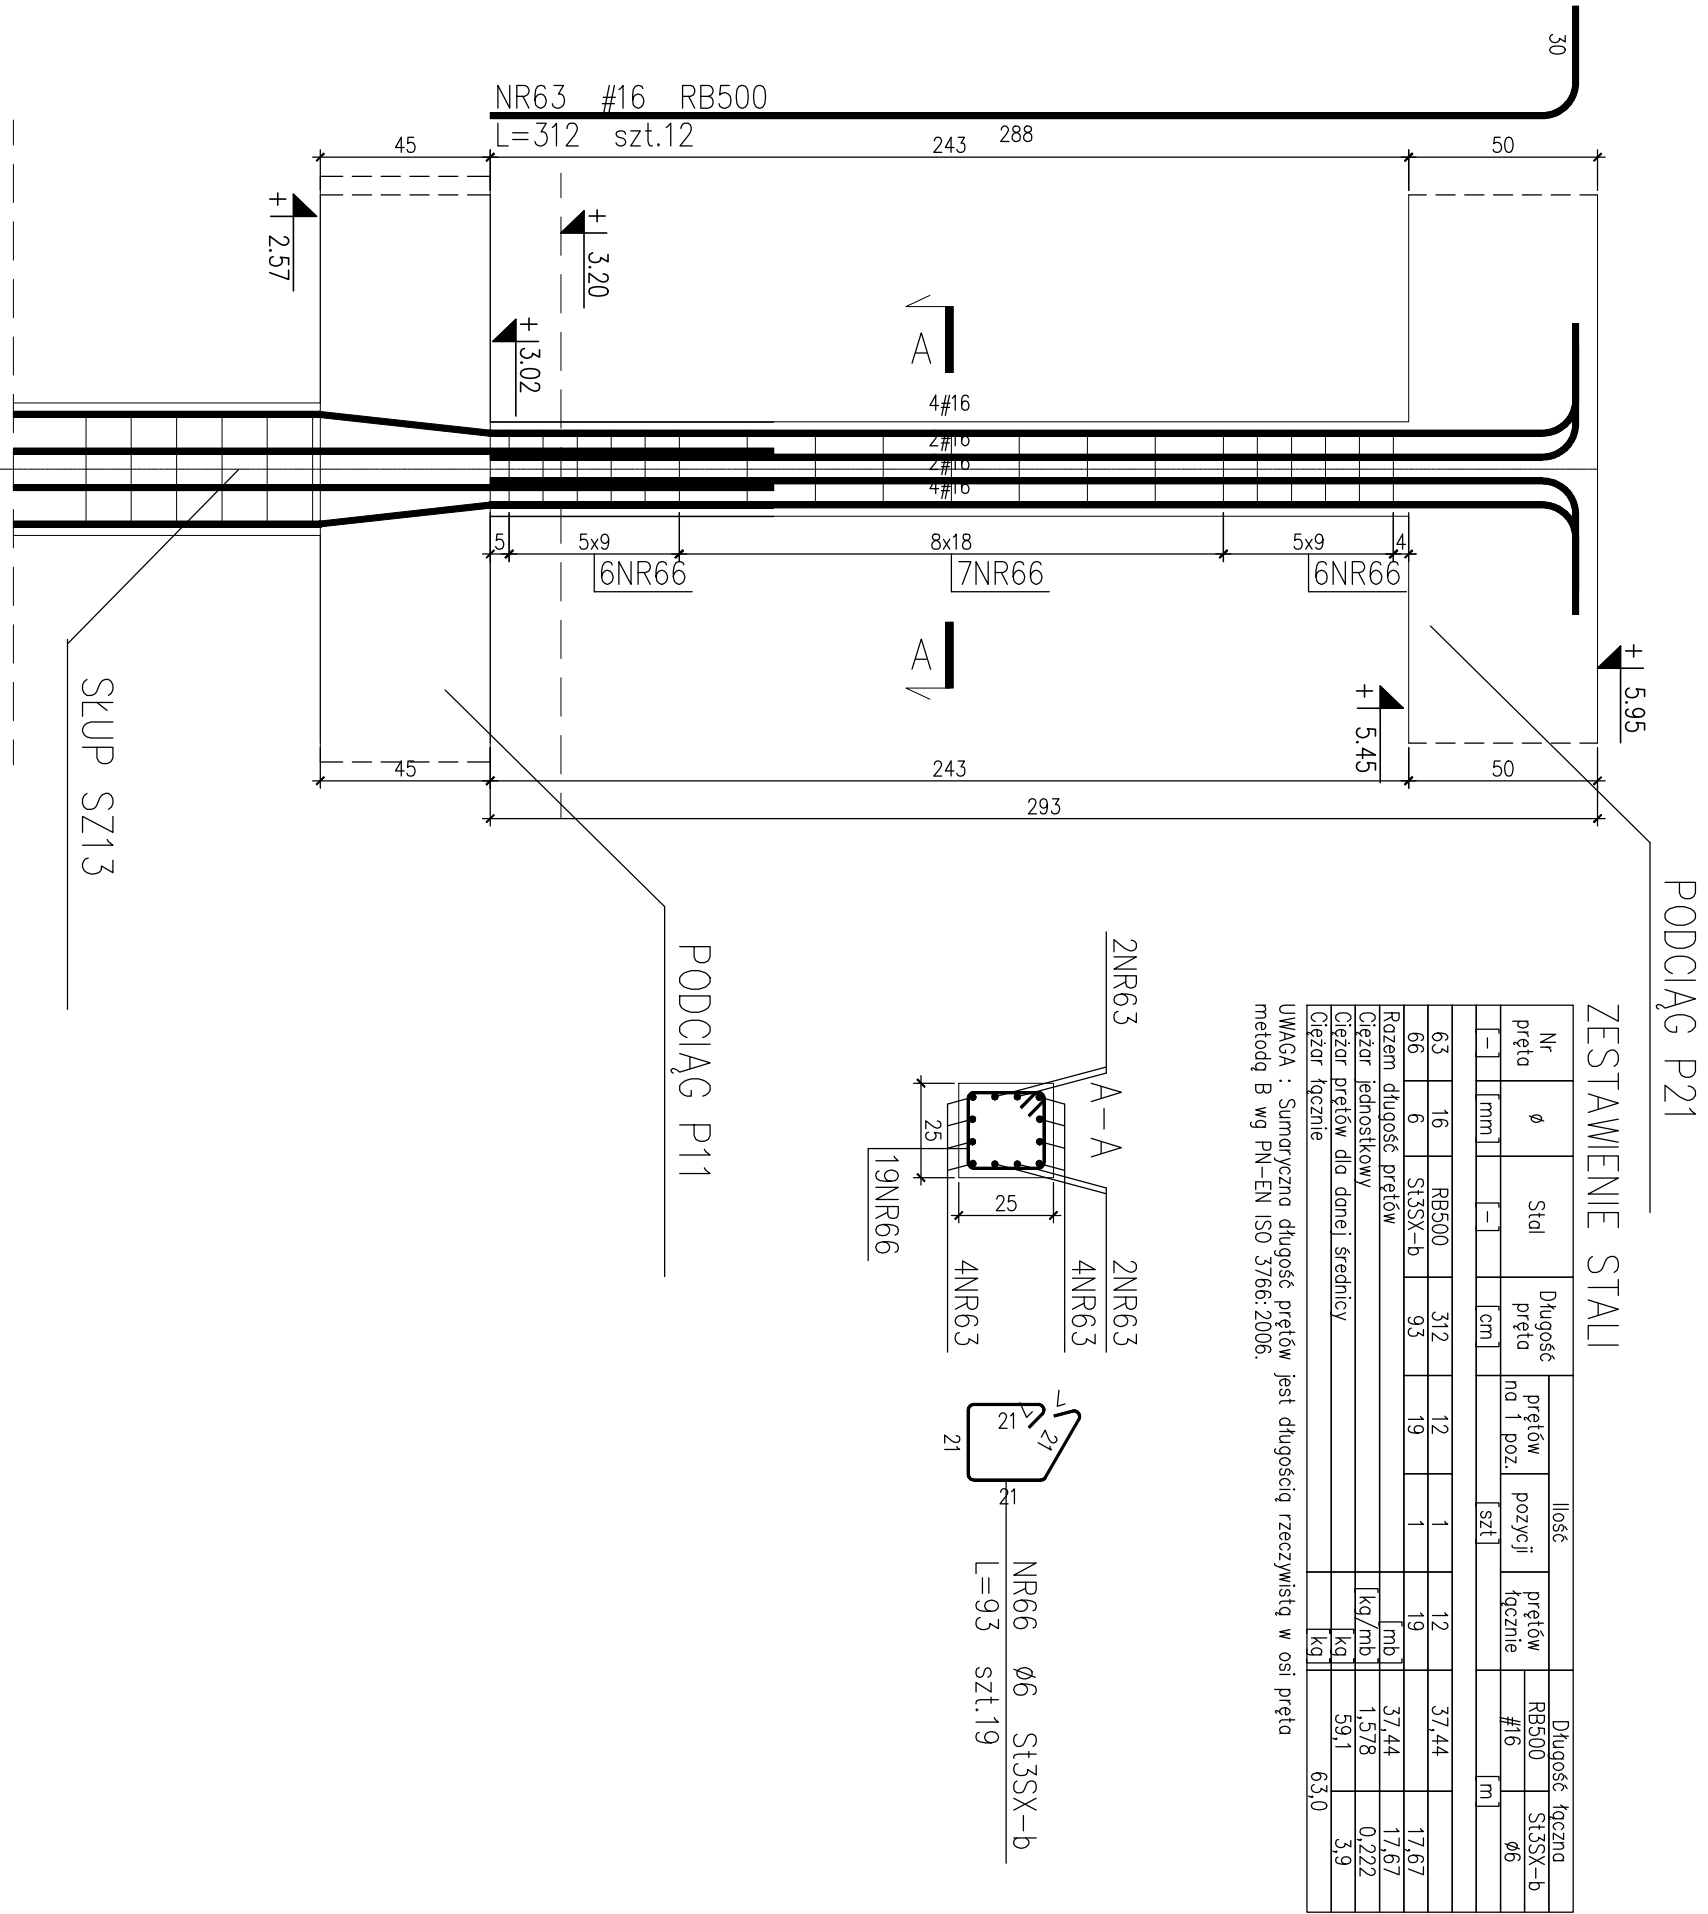 30
NR63 #16 RB500
L=312 szt.12
288
45
243
50
+2.57
+3.20
+3.02
A
4#16
2#16
2#16
4#16
5
5x9
8x18
5x9
4
6NR66
7NR66
6NR66
A
+5.95
+5.45
45
243
50
293
SŁUP SZ13
PODCIĄG P11
PODCIĄG P21
A-A
2NR63
2NR63
4NR63
4NR63
19NR66
25
25
7
7
21
21
21
21
NR66 ø6 St3SX-b
L=93 szt.19
ZESTAWIENIE STALI
Nr pręta ø Stal Długość pręta Ilość Długość łączna
prętów na 1 poz. pozycji prętów łącznie RB500 St3SX-b
#16 ø6
[-] [mm] [-] [cm] [szt] [m]
63 16 RB500 312 12 1 12 37,44
66 6 St3SX-b 93 19 1 19 17,67
Razem długość prętów [mb] 37,44 17,67
Ciężar jednostkowy [kg/mb] 1,578 0,222
Ciężar prętów dla danej średnicy [kg] 59,1 3,9
Ciężar łącznie [kg] 63,0
UWAGA : Sumaryczna długość prętów jest długością rzeczywistą w osi pręta
metodą B wg PN-EN ISO 3766:2006.